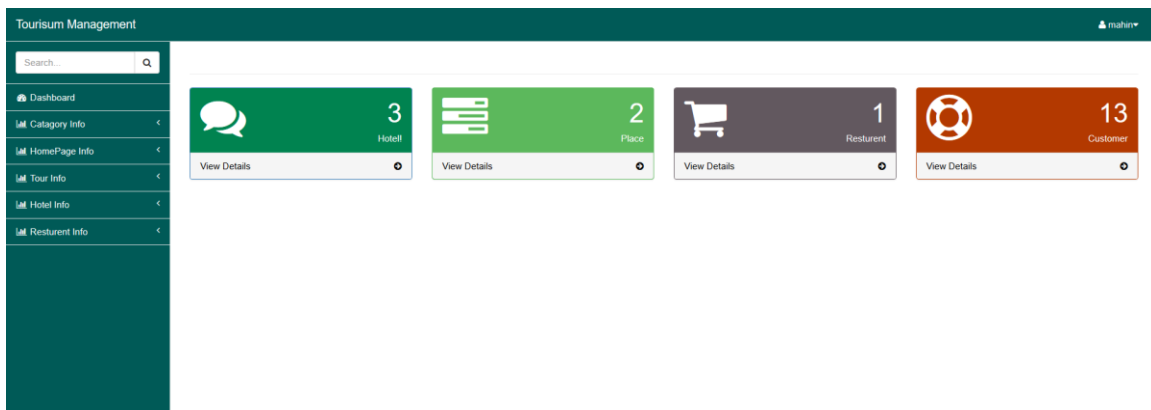 Tourisum Management
mahin
Search...
Dashboard
Catagory Info
HomePage Info
Tour Info
Hotel Info
Resturent Info
3
Hotell
View Details
2
Place
View Details
1
Resturent
View Details
13
Customer
View Details